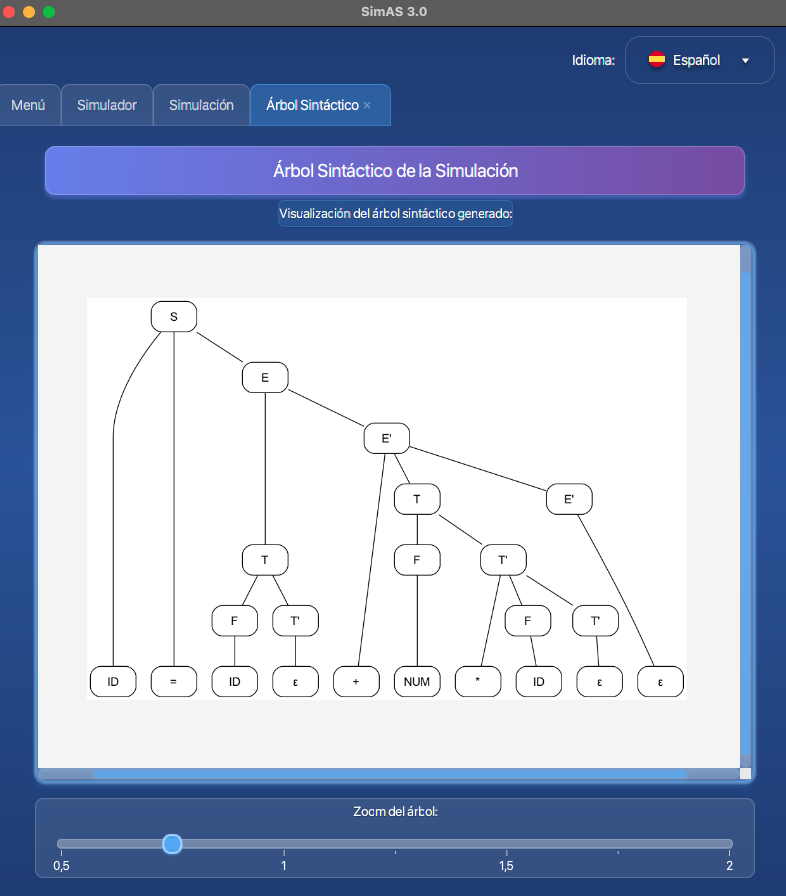 SimAS 3.0
Idioma: Español
Menú Simulador Simulación Árbol Sintáctico ×
Árbol Sintáctico de la Simulación
Visualización del árbol sintáctico generado:
S
E
E'
T E'
T F T'
F T' F T'
ID = ID ε + NUM * ID ε ε
Zoom del árbol:
0,5 1 1,5 2